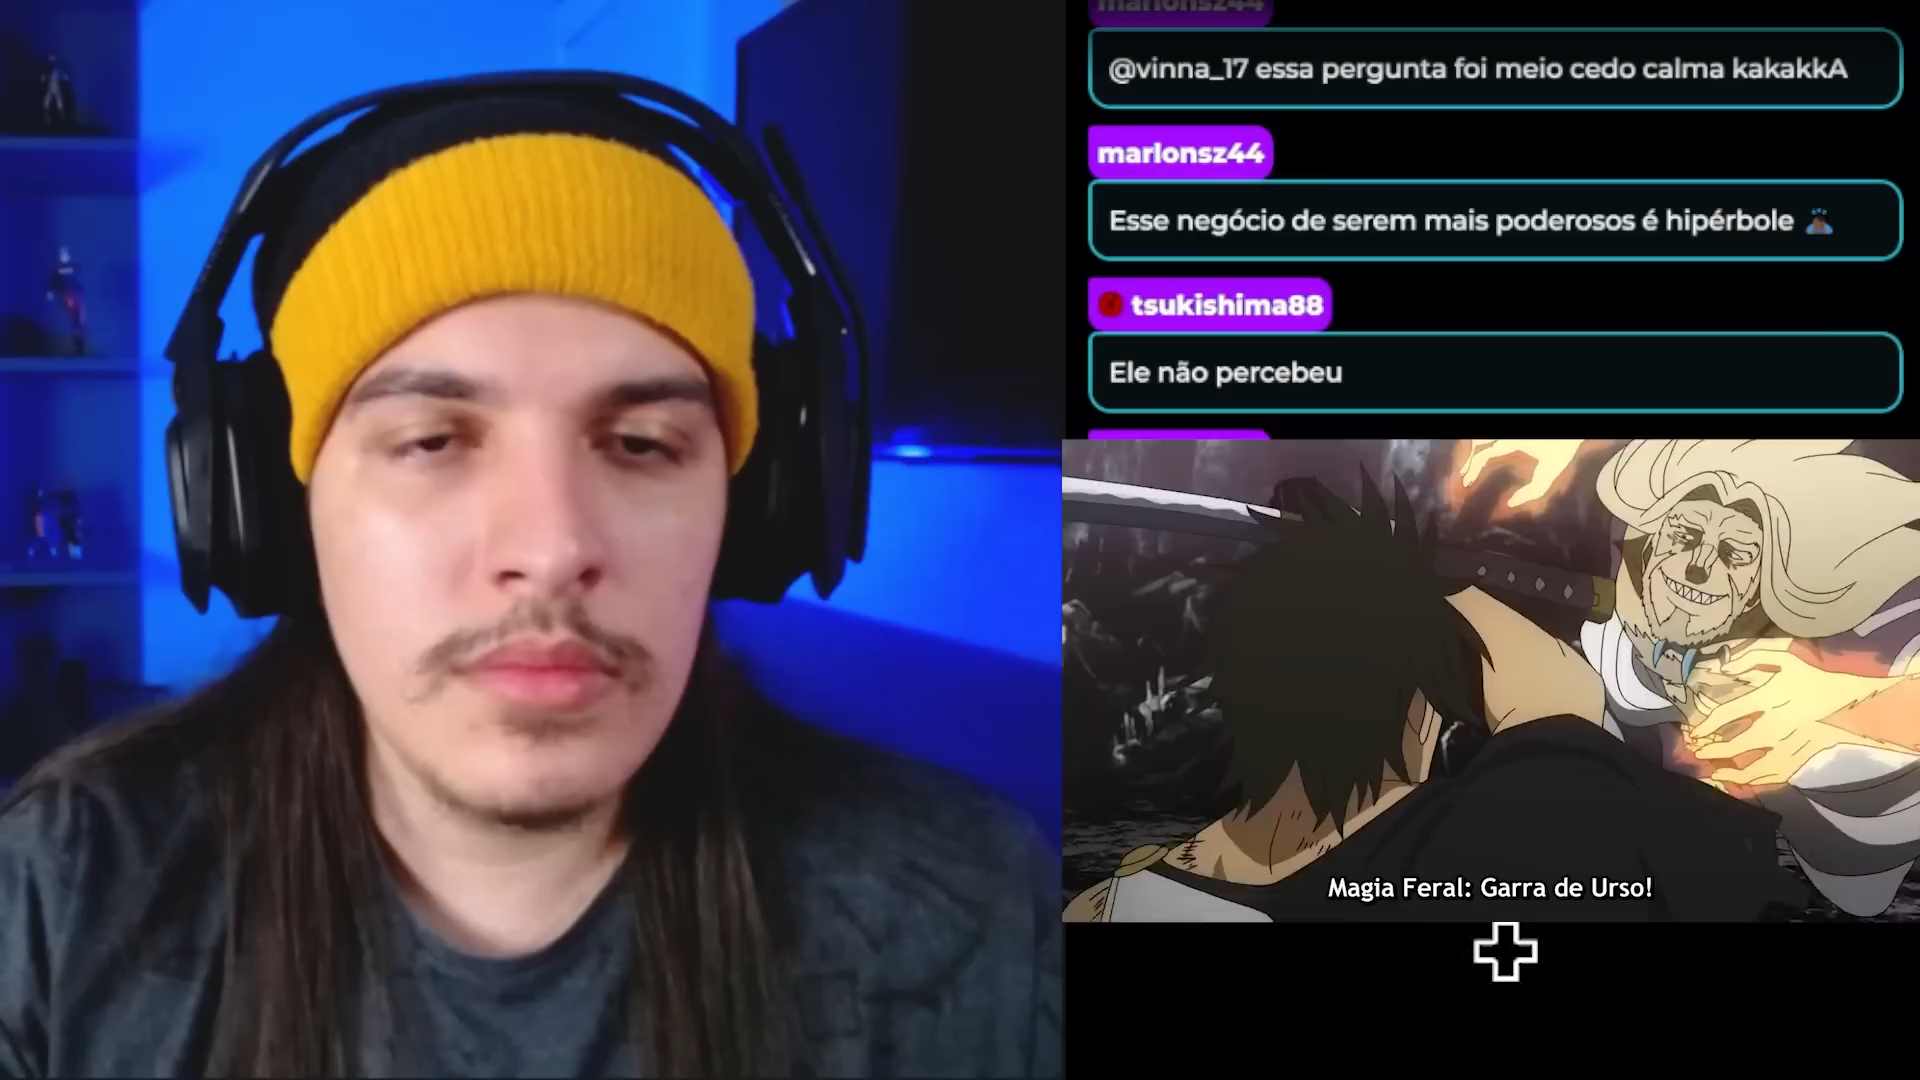 marlonsz44
@vinna_17 essa pergunta foi meio cedo calma kakakkA
marlonsz44
Esse negócio de serem mais poderosos é hipérbole
tsukishima88
Ele não percebeu
Magia Feral: Garra de Urso!